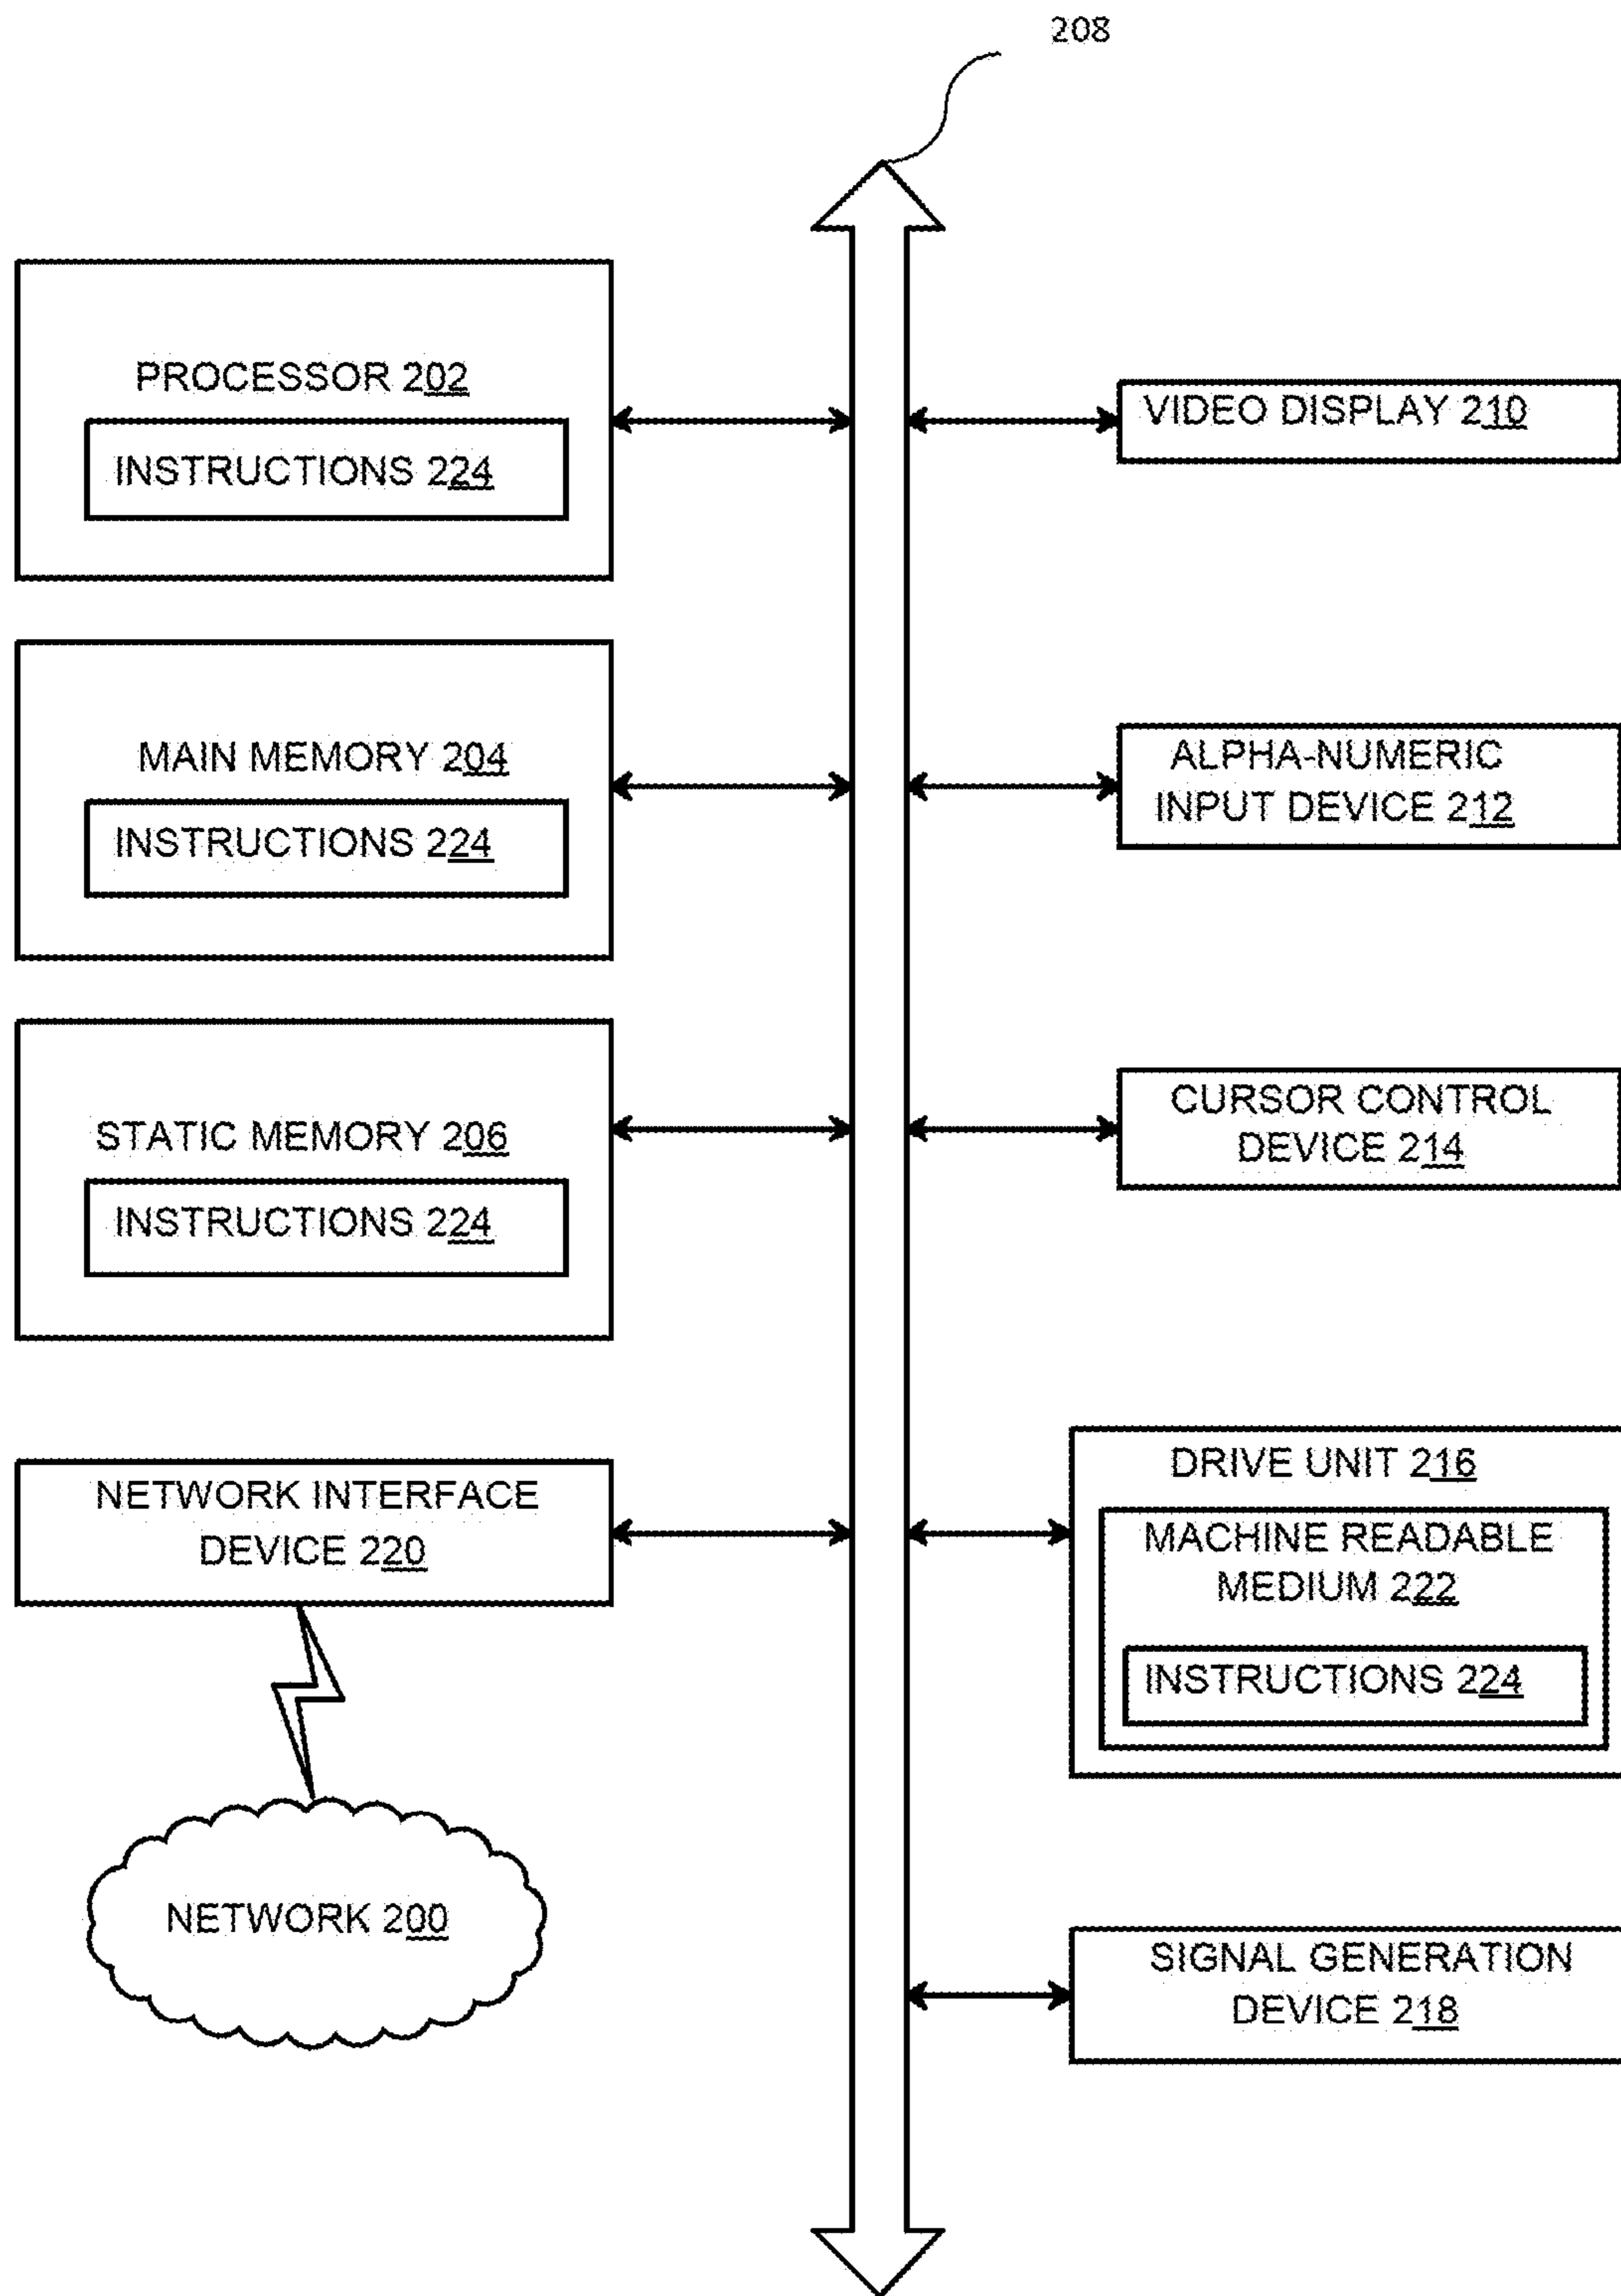 208
PROCESSOR 202
INSTRUCTIONS 224
MAIN MEMORY 204
INSTRUCTIONS 224
STATIC MEMORY 206
INSTRUCTIONS 224
NETWORK INTERFACE
DEVICE 220
NETWORK 200
VIDEO DISPLAY 210
ALPHA-NUMERIC
INPUT DEVICE 212
CURSOR CONTROL
DEVICE 214
DRIVE UNIT 216
MACHINE READABLE
MEDIUM 222
INSTRUCTIONS 224
SIGNAL GENERATION
DEVICE 218